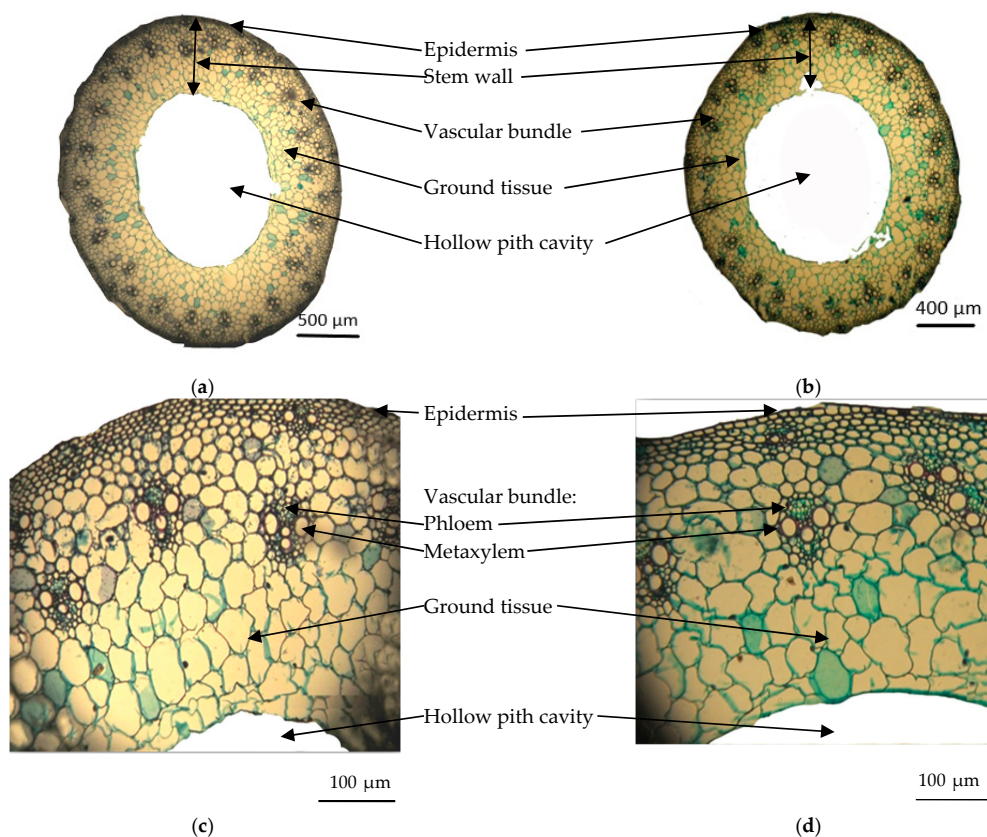 Epidermis
Stem wall
Vascular bundle
Ground tissue
Hollow pith cavity
500 µm
400 µm
(a)
(b)
Epidermis
Vascular bundle:
Phloem
Metaxylem
Ground tissue
Hollow pith cavity
100 µm
100 µm
(c)
(d)